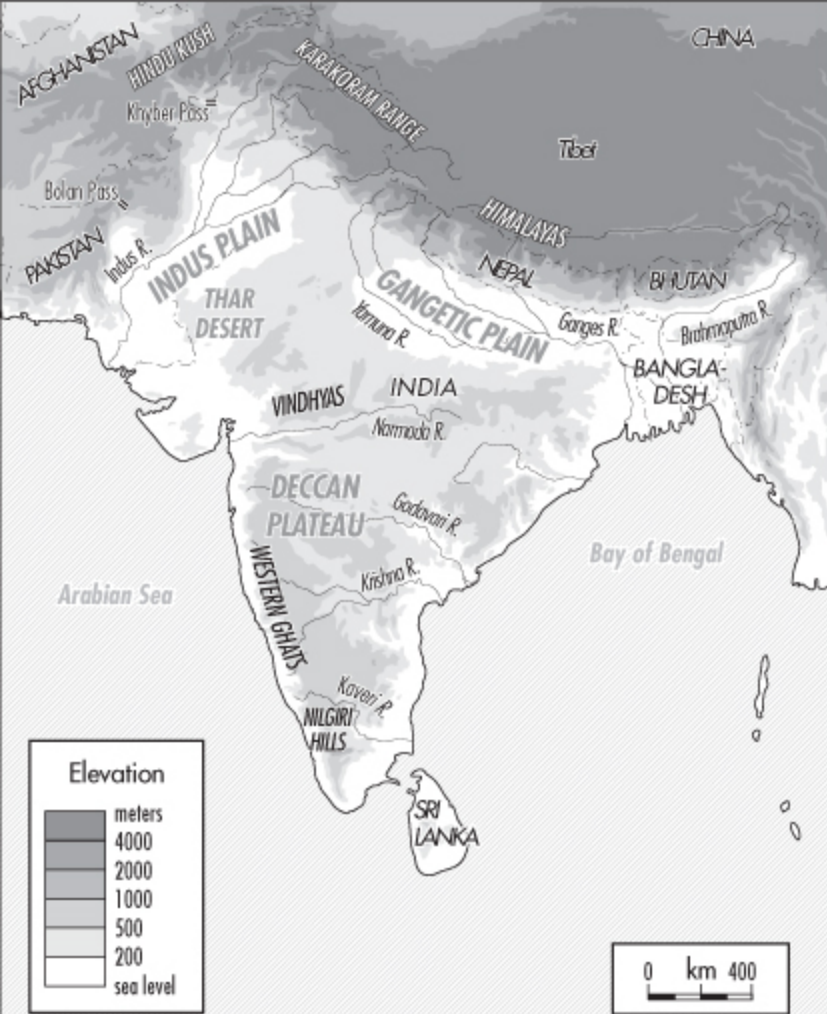 CHINA
AFGHANISTAN
HINDU KUSH
KARAKORAM RANGE
Khyber Pass
Tibet
Bolan Pass
HIMALAYAS
PAKISTAN
Indus R.
INDUS PLAIN
NEPAL
BHUTAN
THAR
DESERT
GANGETIC PLAIN
Yamuna R.
Ganges R.
Brahmaputra R.
BANGLA-
DESH
VINDHYAS
INDIA
Narmada R.
DECCAN
PLATEAU
Godavari R.
Bay of Bengal
Krishna R.
Arabian Sea
WESTERN GHATS
Kaveri R.
NILGIRI
HILLS
SRI
LANKA
Elevation
meters
4000
2000
1000
500
200
sea level
0 km 400